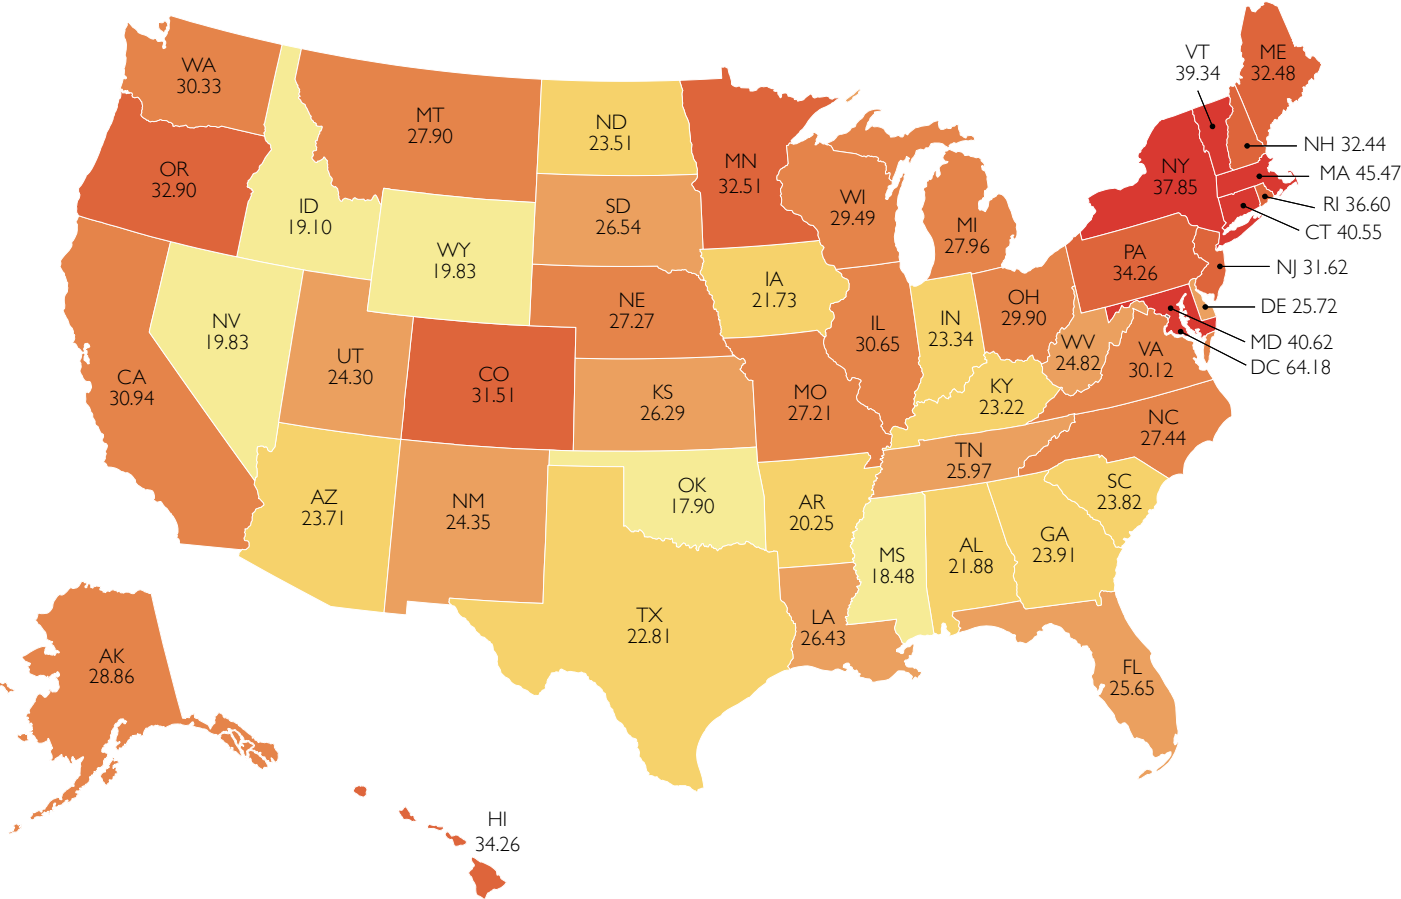 VT
39.34
ME
32.48
WA
30.33
MT
27.90
ND
23.51
MN
32.51
NH 32.44
NY
37.85
MA 45.47
OR
32.90
ID
19.10
SD
26.54
WI
29.49
MI
27.96
RI 36.60
CT 40.55
WY
19.83
PA
34.26
NJ 31.62
IA
21.73
NE
27.27
OH
29.90
DE 25.72
NV
19.83
IL
30.65
IN
23.34
WV
24.82
VA
30.12
MD 40.62
DC 64.18
UT
24.30
CO
31.51
CA
30.94
KS
26.29
MO
27.21
KY
23.22
NC
27.44
TN
25.97
AZ
23.71
NM
24.35
OK
17.90
AR
20.25
SC
23.82
MS
18.48
AL
21.88
GA
23.91
TX
22.81
LA
26.43
AK
28.86
FL
25.65
HI
34.26